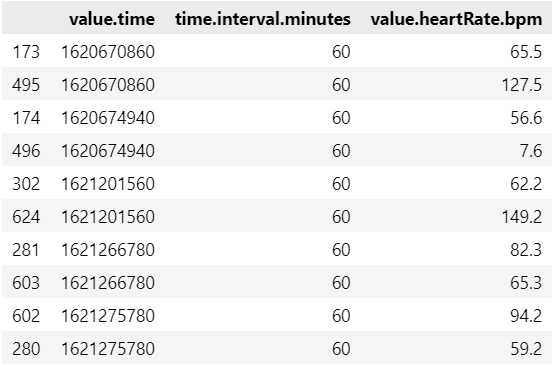 value.time time.interval.minutes value.heartRate.bpm
173 1620670860 60 65.5
495 1620670860 60 127.5
174 1620674940 60 56.6
496 1620674940 60 7.6
302 1621201560 60 62.2
624 1621201560 60 149.2
281 1621266780 60 82.3
603 1621266780 60 65.3
602 1621275780 60 94.2
280 1621275780 60 59.2